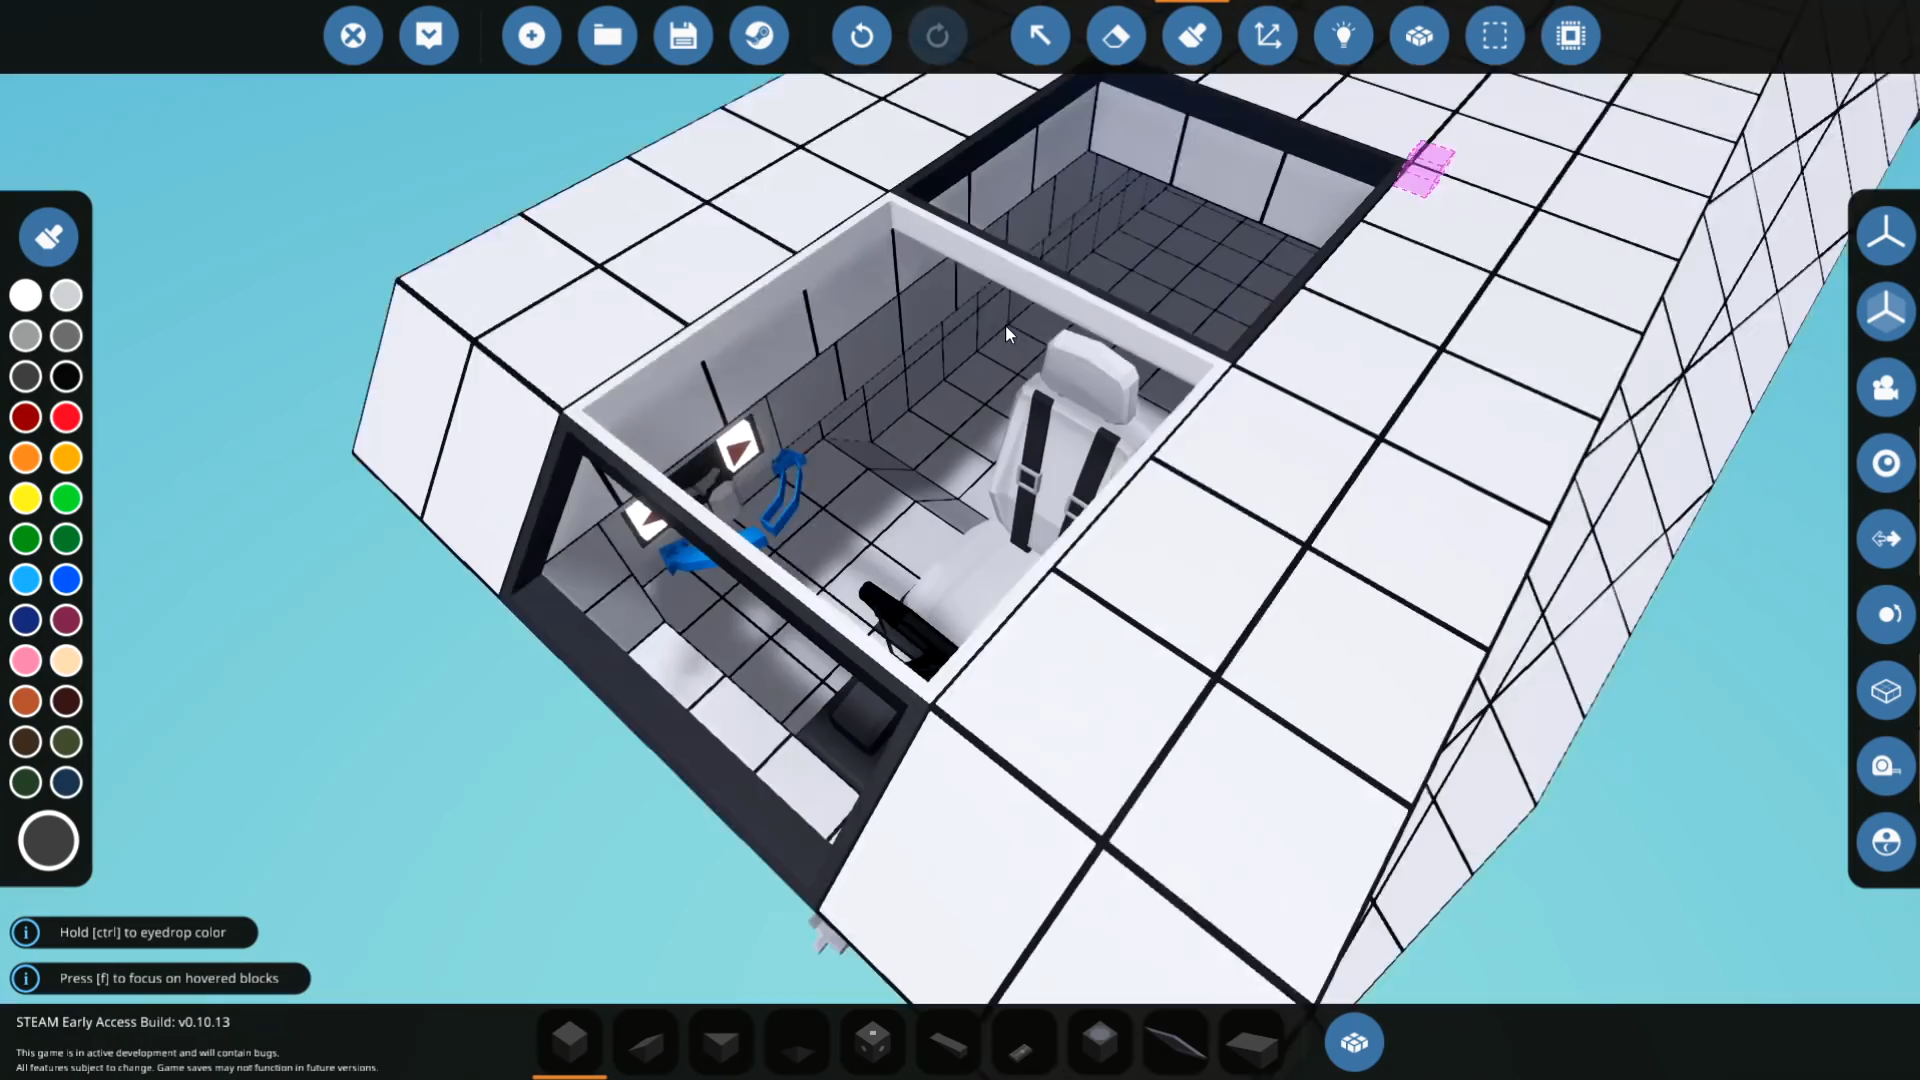 Hold [ctrl] to eyedrop color
Press [f] to focus on hovered blocks
STEAM Early Access Build: v0.10.13
This game is in active development and will contain bugs.
All features subject to change. Game saves may not function in future versions.